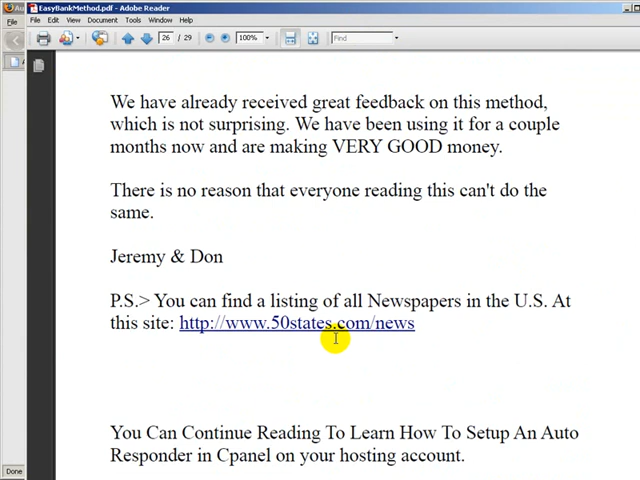 EasyBankMethod.pdf - Adobe Reader
File Edit View Document Tools Window Help
26 / 29 100% Find
We have already received great feedback on this method,
which is not surprising. We have been using it for a couple
months now and are making VERY GOOD money.
There is no reason that everyone reading this can't do the
same.
Jeremy & Don
P.S.> You can find a listing of all Newspapers in the U.S. At
this site: http://www.50states.com/news
You Can Continue Reading To Learn How To Setup An Auto
Responder in Cpanel on your hosting account.
Done